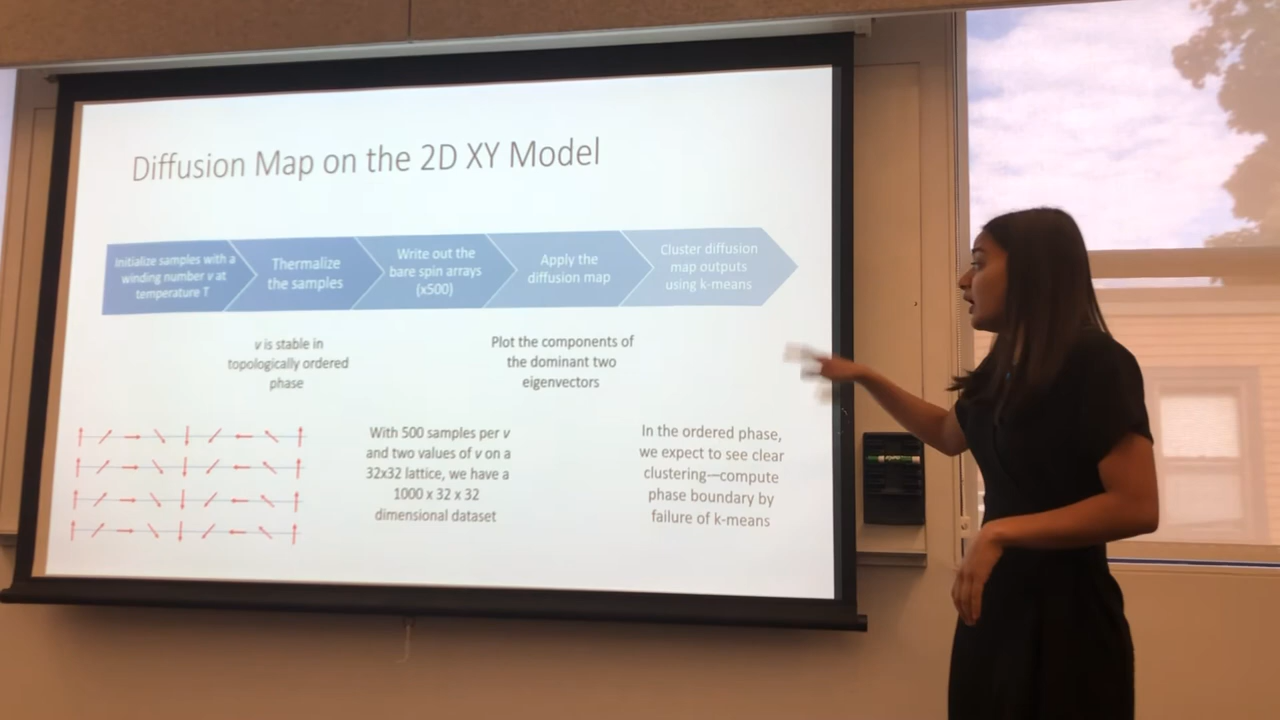 Diffusion Map on the 2D XY Model
Initialize samples with a
winding number v at
temperature T
Thermalize
the samples
Write out the
bare spin arrays
(x500)
Apply the
diffusion map
Cluster diffusion
map outputs
using k-means
v is stable in
topologically ordered
phase
Plot the components of
the dominant two
eigenvectors
With 500 samples per v
and two values of v on a
32x32 lattice, we have a
1000 x 32 x 32
dimensional dataset
In the ordered phase,
we expect to see clear
clustering—compute
phase boundary by
failure of k-means